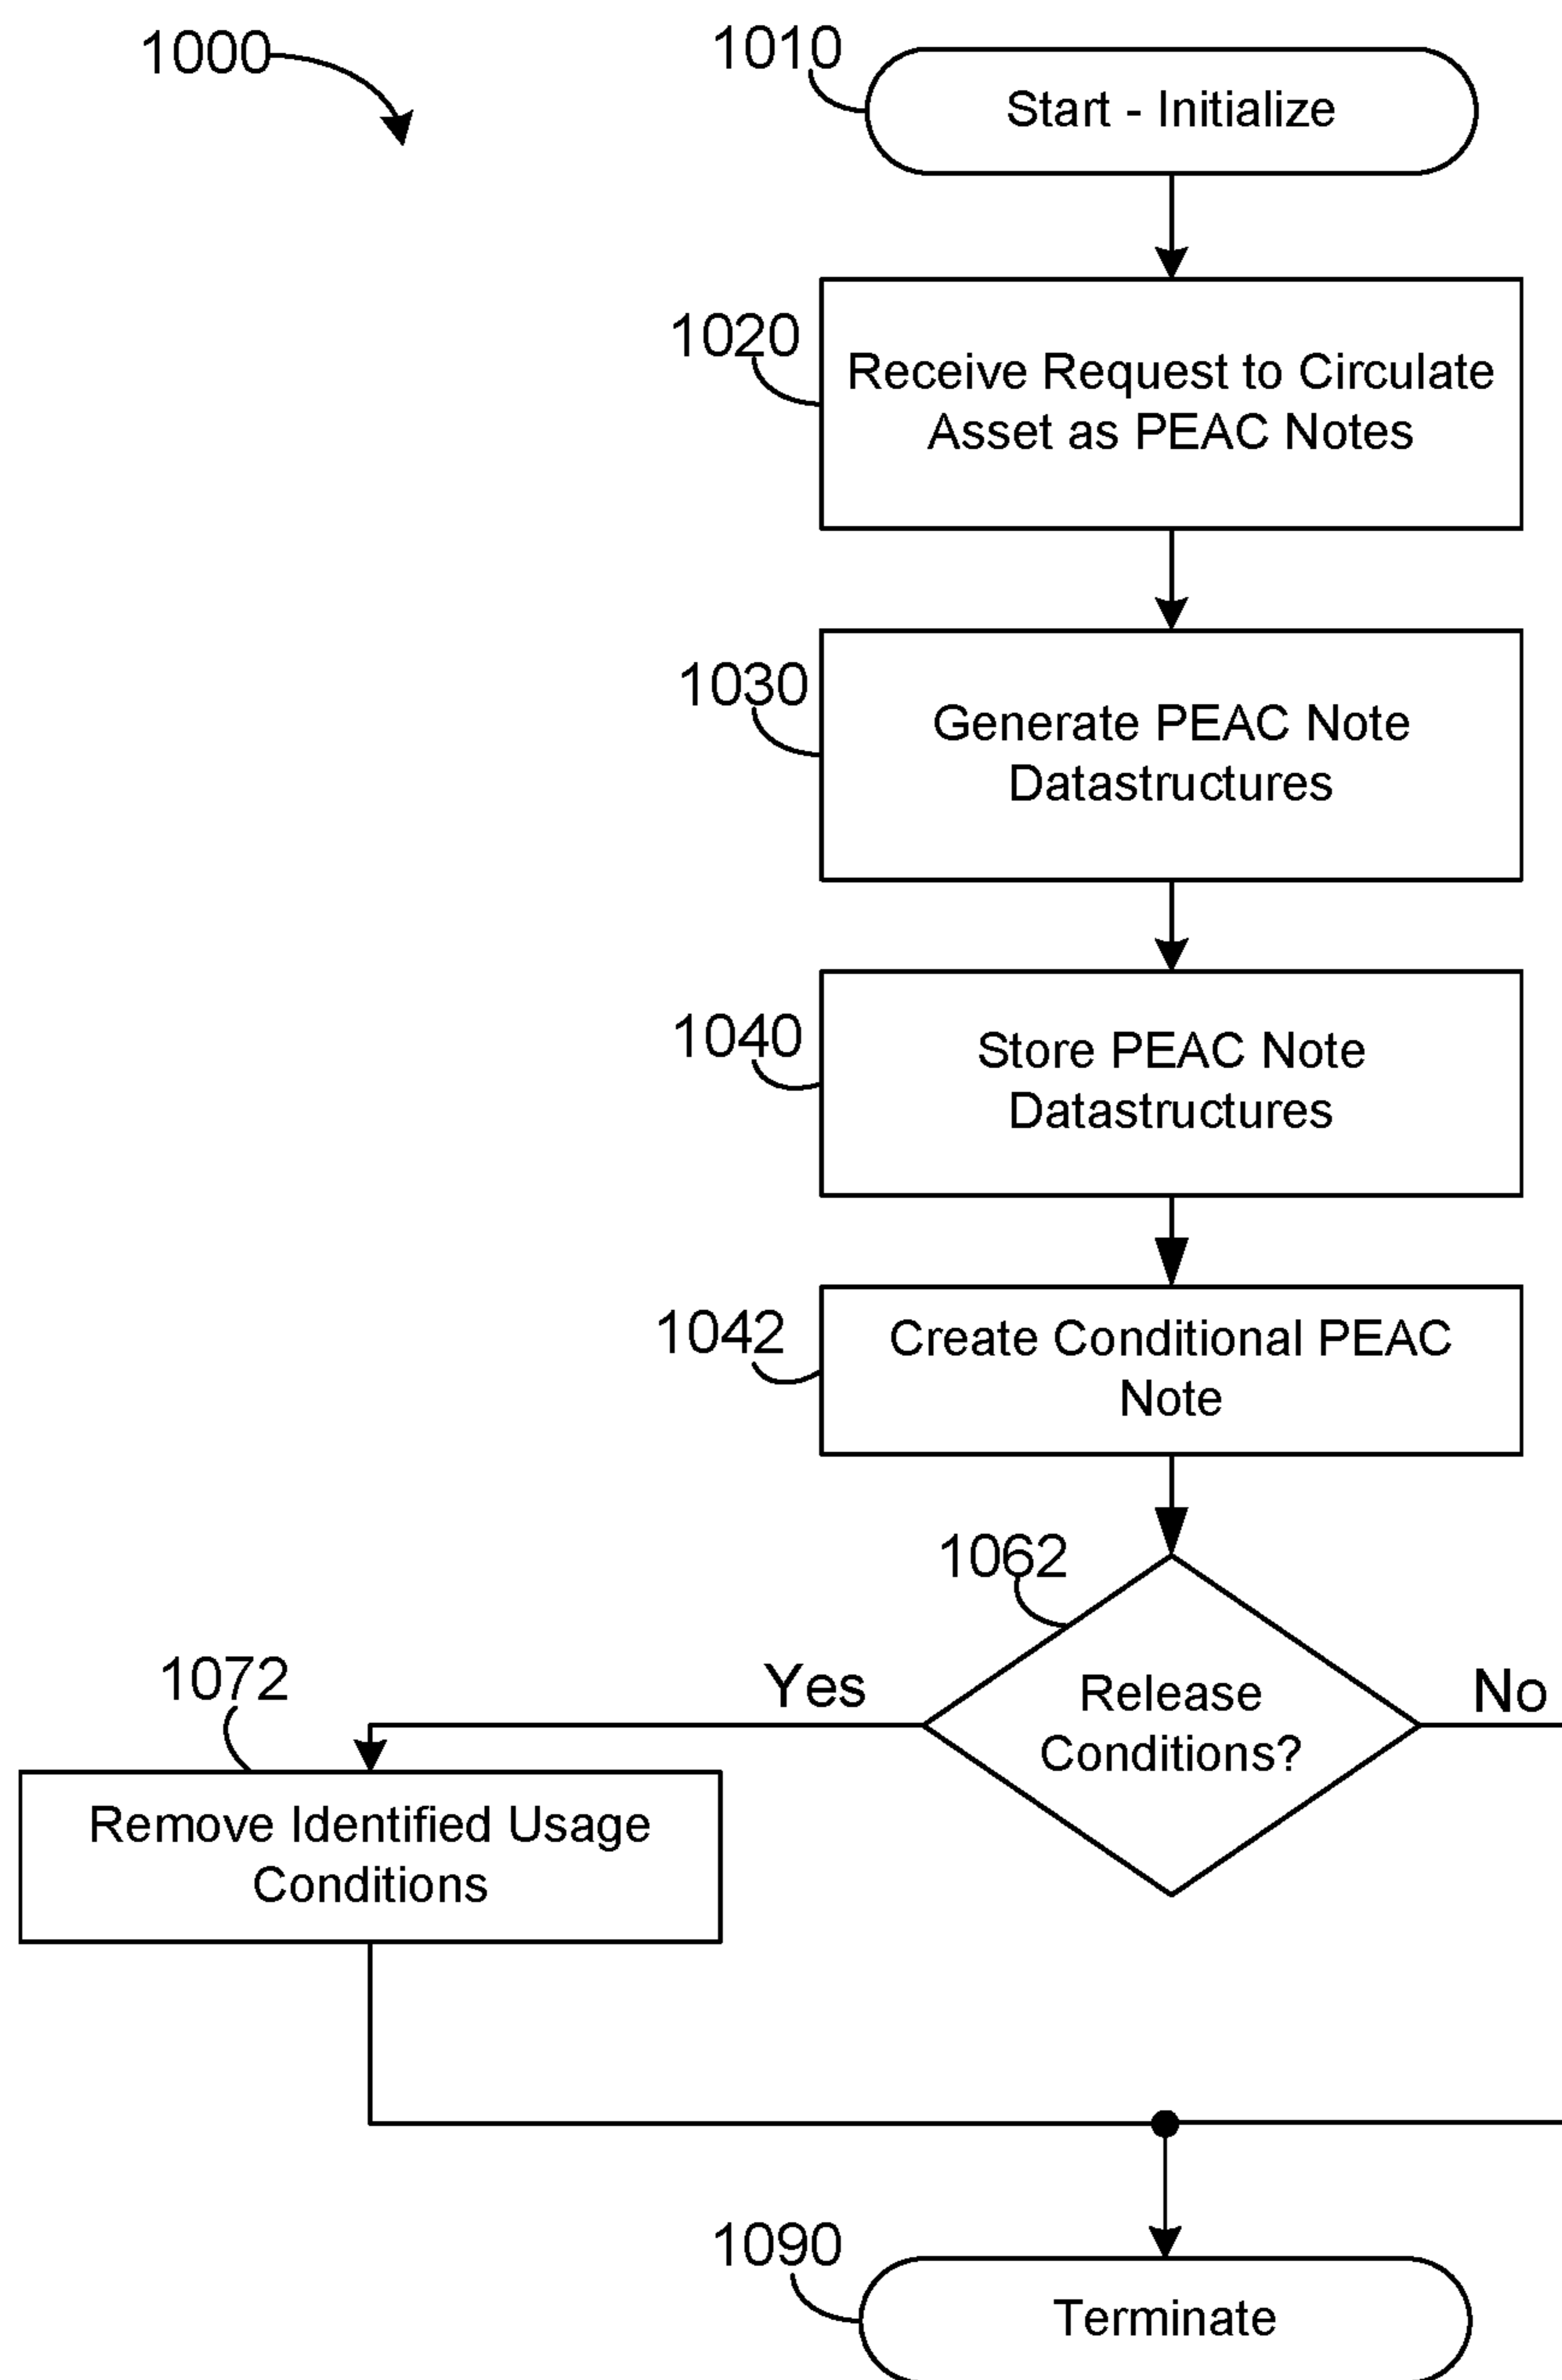 1000
1010
Start - Initialize
1020
Receive Request to Circulate
Asset as PEAC Notes
1030
Generate PEAC Note
Datastructures
1040
Store PEAC Note
Datastructures
1042
Create Conditional PEAC
Note
1062
Release
Conditions?
Yes
No
1072
Remove Identified Usage
Conditions
1090
Terminate